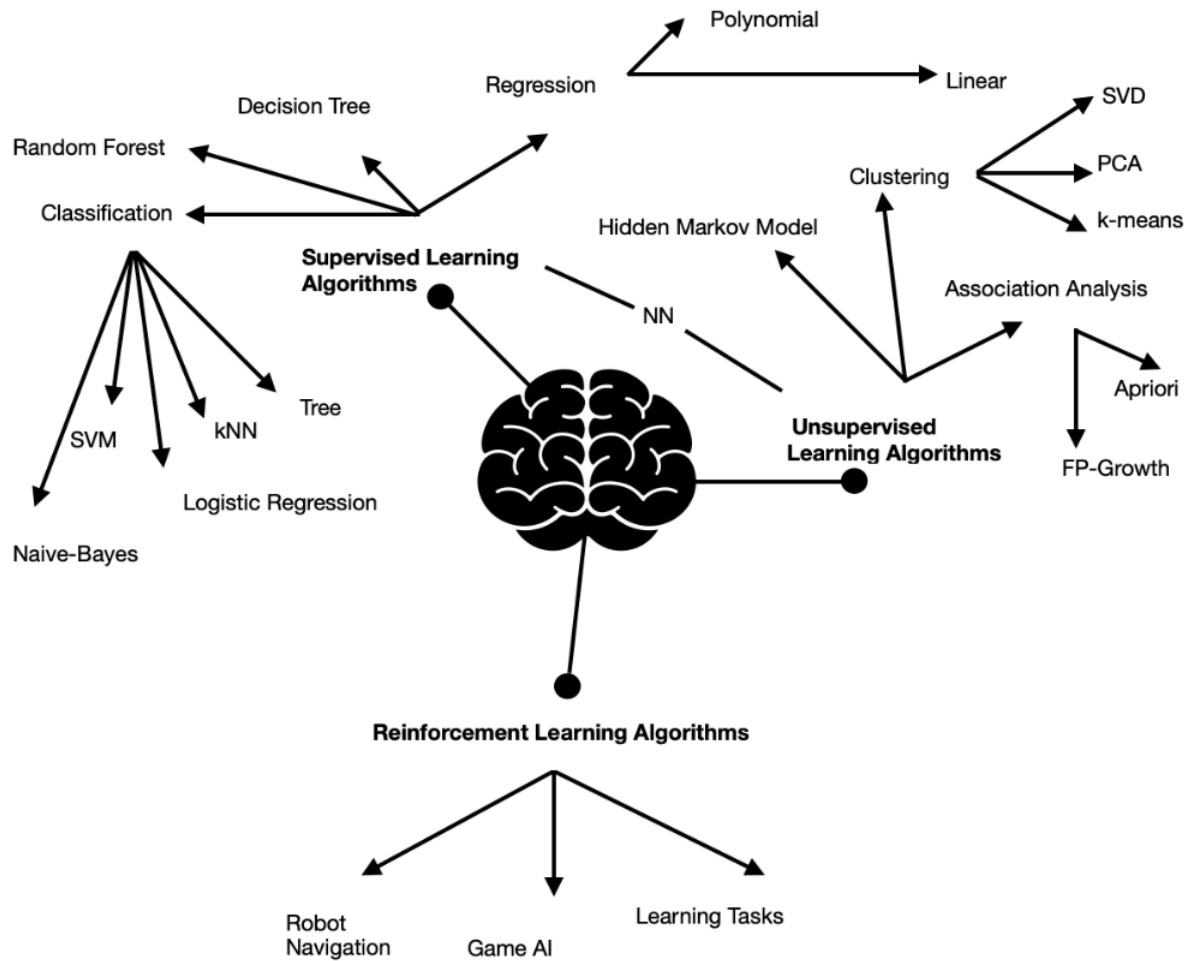 Polynomial
Regression
Linear
Decision Tree
SVD
Random Forest
PCA
Clustering
Classification
k-means
Hidden Markov Model
Supervised Learning
Algorithms
Association Analysis
NN
Apriori
Tree
kNN
SVM
Unsupervised
Learning Algorithms
FP-Growth
Logistic Regression
Naive-Bayes
Reinforcement Learning Algorithms
Robot
Navigation
Game AI
Learning Tasks